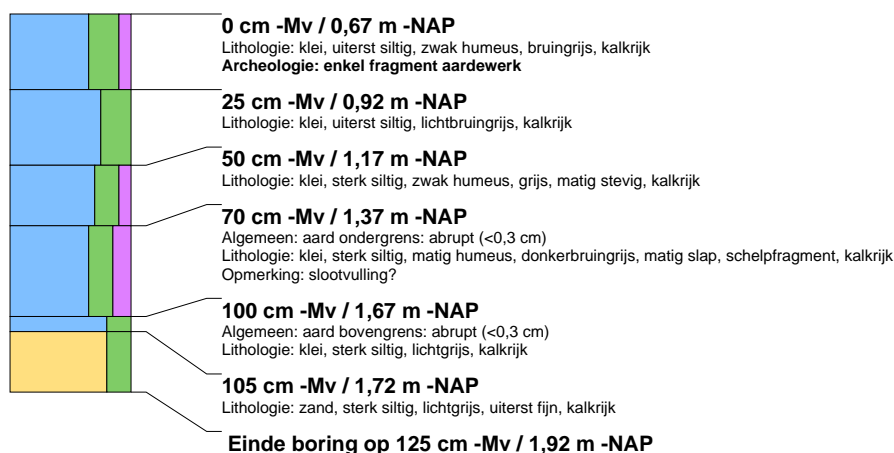 0 cm -Mv / 0,67 m -NAP
Lithologie: klei, uiterst siltig, zwak humeus, bruingrijs, kalkrijk
Archeologie: enkel fragment aardewerk
25 cm -Mv / 0,92 m -NAP
Lithologie: klei, uiterst siltig, lichtbruingrijs, kalkrijk
50 cm -Mv / 1,17 m -NAP
Lithologie: klei, sterk siltig, zwak humeus, grijs, matig stevig, kalkrijk
70 cm -Mv / 1,37 m -NAP
Algemeen: aard ondergrens: abrupt (<0,3 cm)
Lithologie: klei, sterk siltig, matig humeus, donkerbruingrijs, matig slap, schelpfragment, kalkrijk
Opmerking: slootvulling?
100 cm -Mv / 1,67 m -NAP
Algemeen: aard bovengrens: abrupt (<0,3 cm)
Lithologie: klei, sterk siltig, lichtgrijs, kalkrijk
105 cm -Mv / 1,72 m -NAP
Lithologie: zand, sterk siltig, lichtgrijs, uiterst fijn, kalkrijk
Einde boring op 125 cm -Mv / 1,92 m -NAP